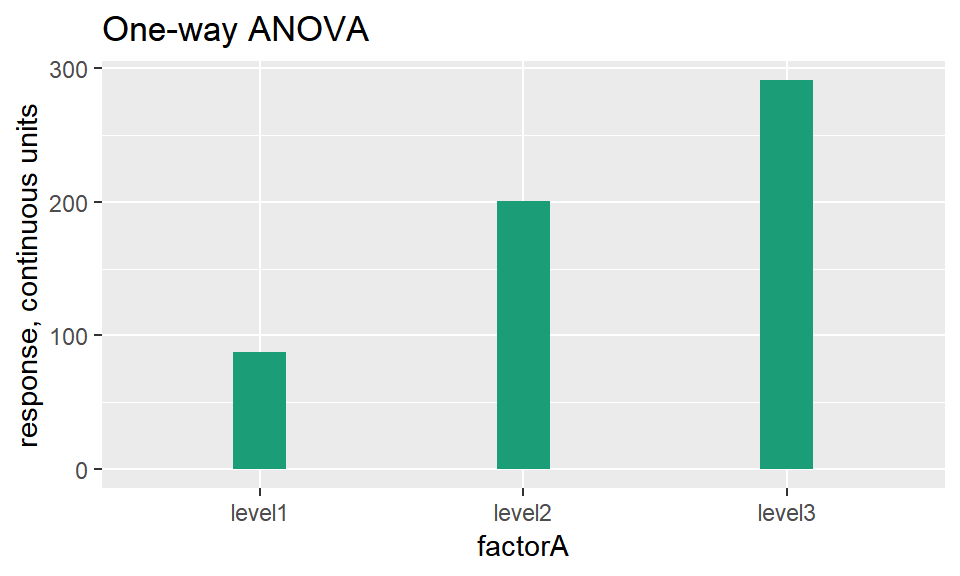 One-way ANOVA
response, continuous units
300
200
100
0
level1 level2 level3
factorA